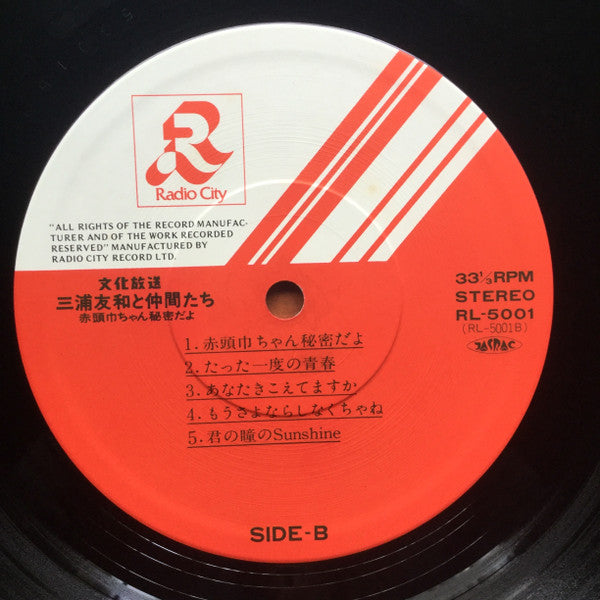 R
Radio City
"ALL RIGHTS OF THE RECORD MANUFAC-
TURER AND OF THE WORK RECORDED
RESERVED" MANUFACTURED BY
RADIO CITY RECORD LTD.
文化放送
三浦友和と仲間たち
赤頭巾ちゃん秘密だよ
33⅓RPM
STEREO
RL-5001
(RL-5001B)
JASRAC
1. 赤頭巾ちゃん秘密だよ
2. たった一度の青春
3. あなたきこえてますか
4. もうさよならしなくちゃね
5. 君の瞳のSunshine
SIDE-B